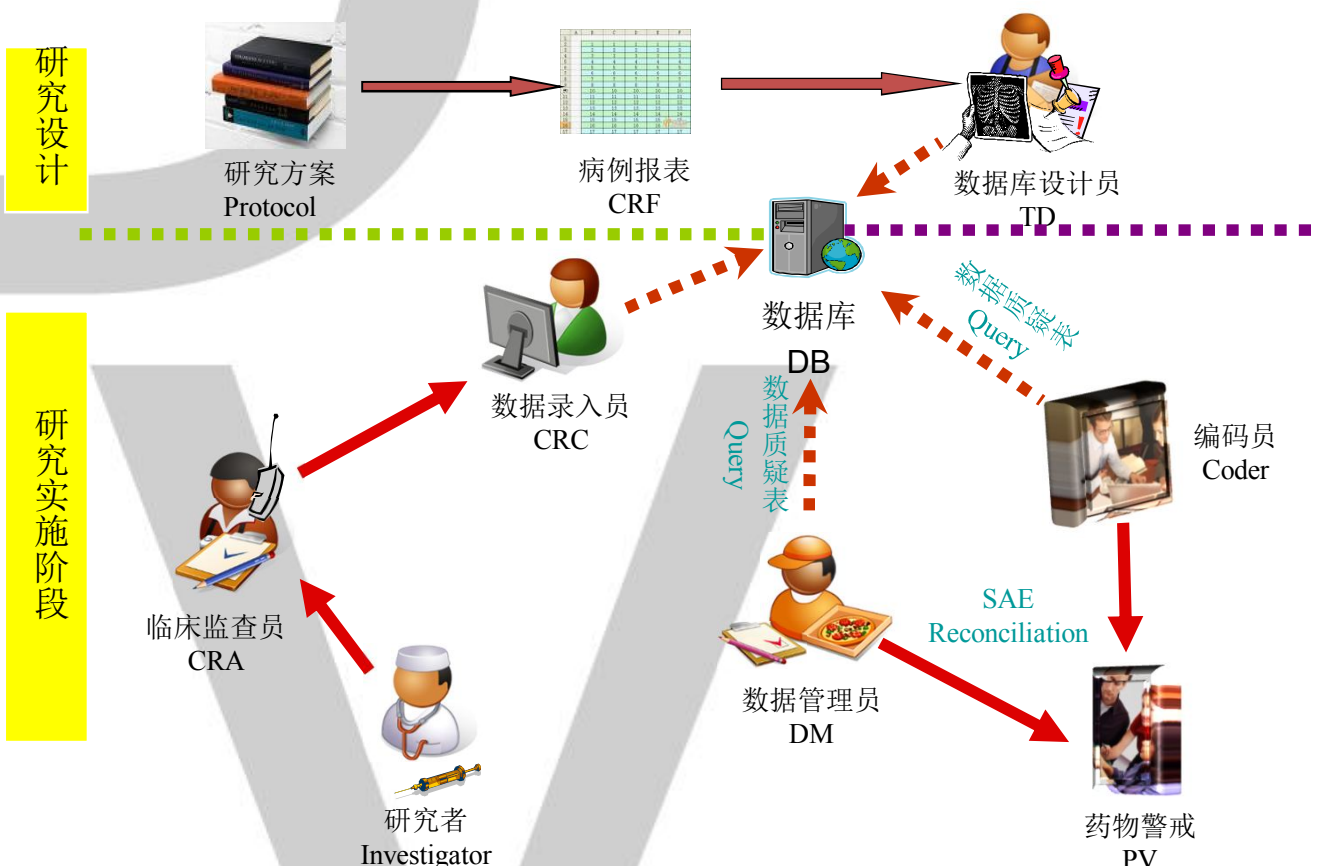 研究设计
研究方案
Protocol
病例报表
CRF
数据库设计员
TD
数据库
DB
数据质疑表
Query
数据录入员
CRC
数据质疑表
Query
编码员
Coder
研究实施阶段
临床监查员
CRA
SAE
Reconciliation
数据管理员
DM
研究者
Investigator
药物警戒
PV